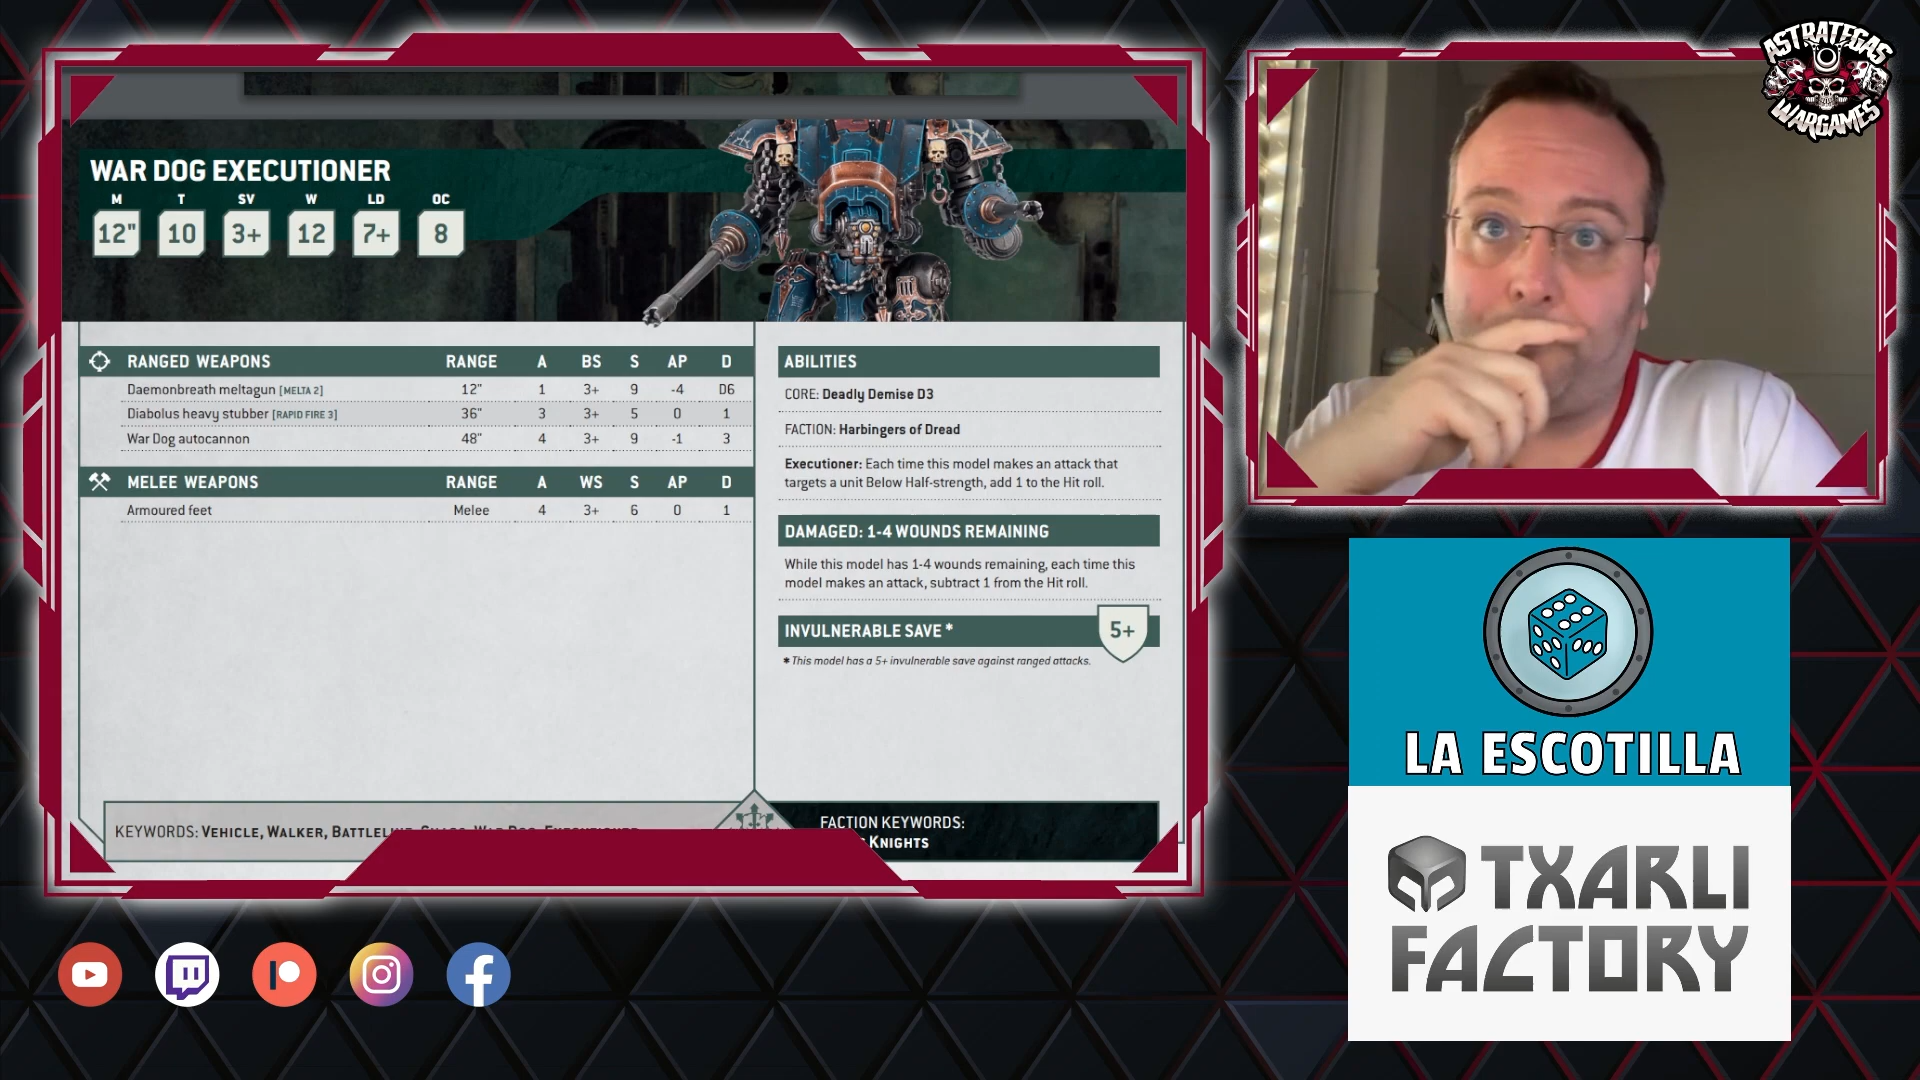 WAR DOG EXECUTIONER
M T SV W LD OC
12" 10 3+ 12 7+ 8
RANGED WEAPONS RANGE A BS S AP D
Daemonbreath meltagun [MELTA 2] 12" 1 3+ 9 -4 D6
Diabolus heavy stubber [RAPID FIRE 3] 36" 3 3+ 5 0 1
War Dog autocannon 48" 4 3+ 9 -1 3
MELEE WEAPONS RANGE A WS S AP D
Armoured feet Melee 4 3+ 6 0 1
KEYWORDS: VEHICLE, WALKER,
ABILITIES
CORE: Deadly Demise D3
FACTION: Harbingers of Dread
Executioner: Each time this model makes an attack that
targets a unit Below Half-strength, add 1 to the Hit roll.
DAMAGED: 1-4 WOUNDS REMAINING
While this model has 1-4 wounds remaining, each time this
model makes an attack, subtract 1 from the Hit roll.
INVULNERABLE SAVE * 5+
* This model has a 5+ invulnerable save against ranged attacks.
FACTION KEYWORDS:
KNIGHTS
ASTRATEGAS
WARGAMES
LA ESCOTILLA
TXARLI
FACTORY